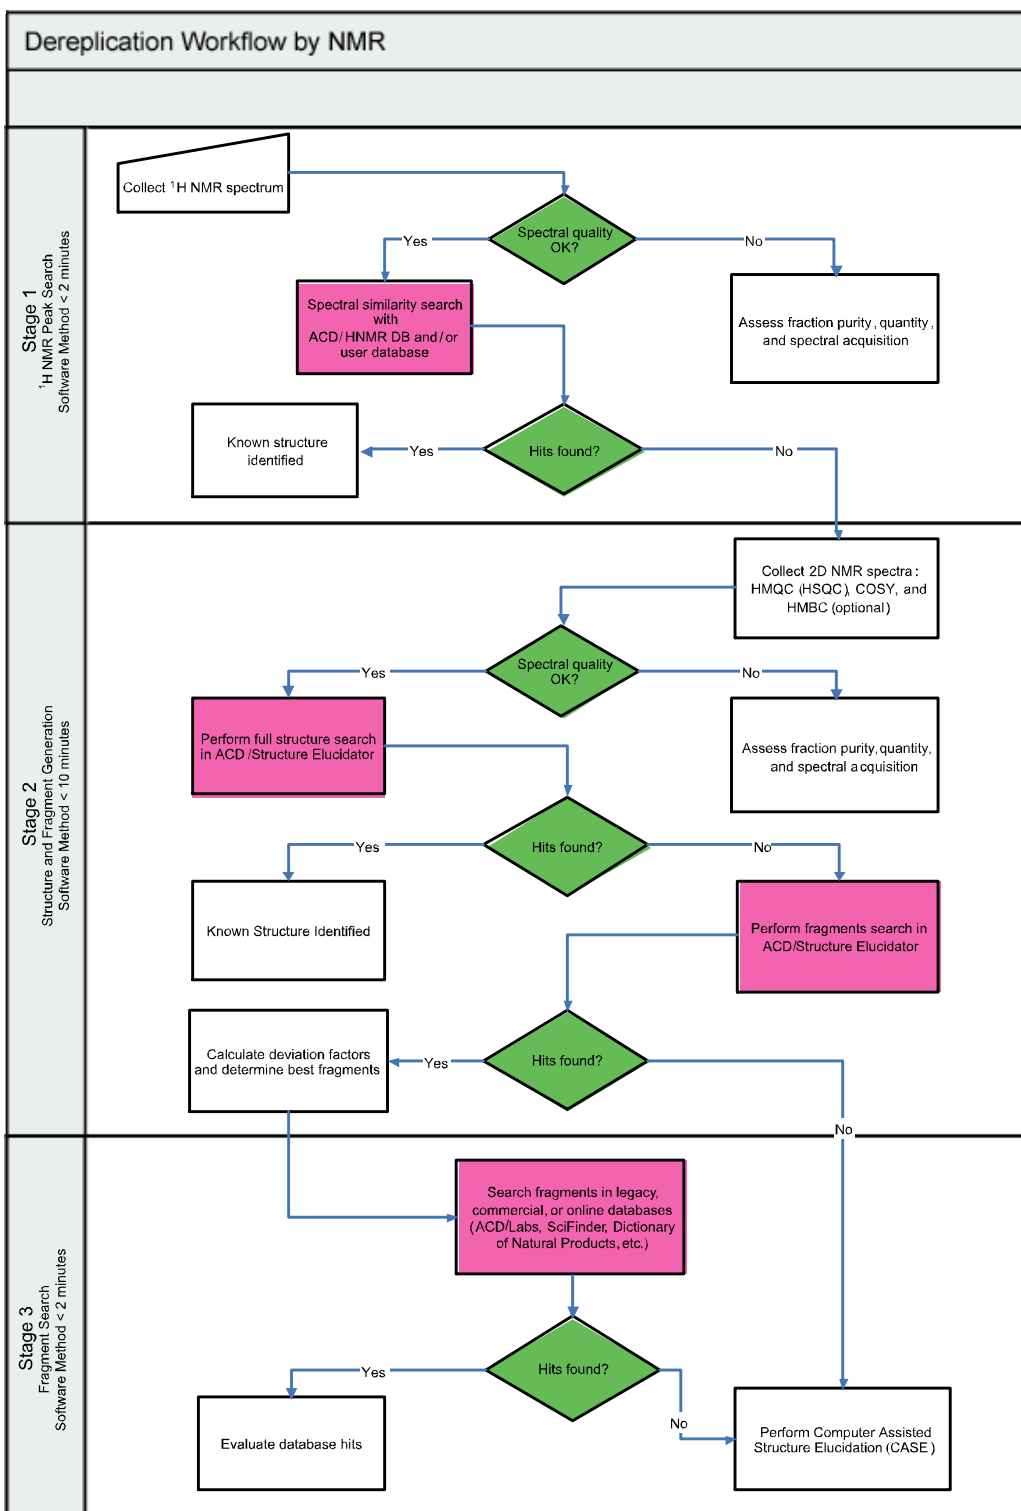 Dereplication Workflow by NMR
Stage 1
¹H NMR Peak Search
Software Method < 2 minutes
Collect ¹H NMR spectrum
Spectral quality
OK?
Yes
No
Spectral similarity search
with
ACD/HNMR DB and/or
user database
Assess fraction purity, quantity,
and spectral acquisition
Hits found?
Yes
No
Known structure
identified
Stage 2
Structure and Fragment Generation
Software Method < 10 minutes
Collect 2D NMR spectra:
HMQC (HSQC), COSY, and
HMBC (optional)
Spectral quality
OK?
Yes
No
Perform full structure search
in ACD/Structure Elucidator
Assess fraction purity, quantity,
and spectral acquisition
Hits found?
Yes
No
Known Structure Identified
Perform fragments search in
ACD/Structure Elucidator
Hits found?
Yes
No
Calculate deviation factors
and determine best fragments
Stage 3
Fragment Search
Software Method < 2 minutes
Search fragments in legacy,
commercial, or online databases
(ACD/Labs, SciFinder, Dictionary
of Natural Products, etc.)
Hits found?
Yes
No
Evaluate database hits
Perform Computer Assisted
Structure Elucidation (CASE)